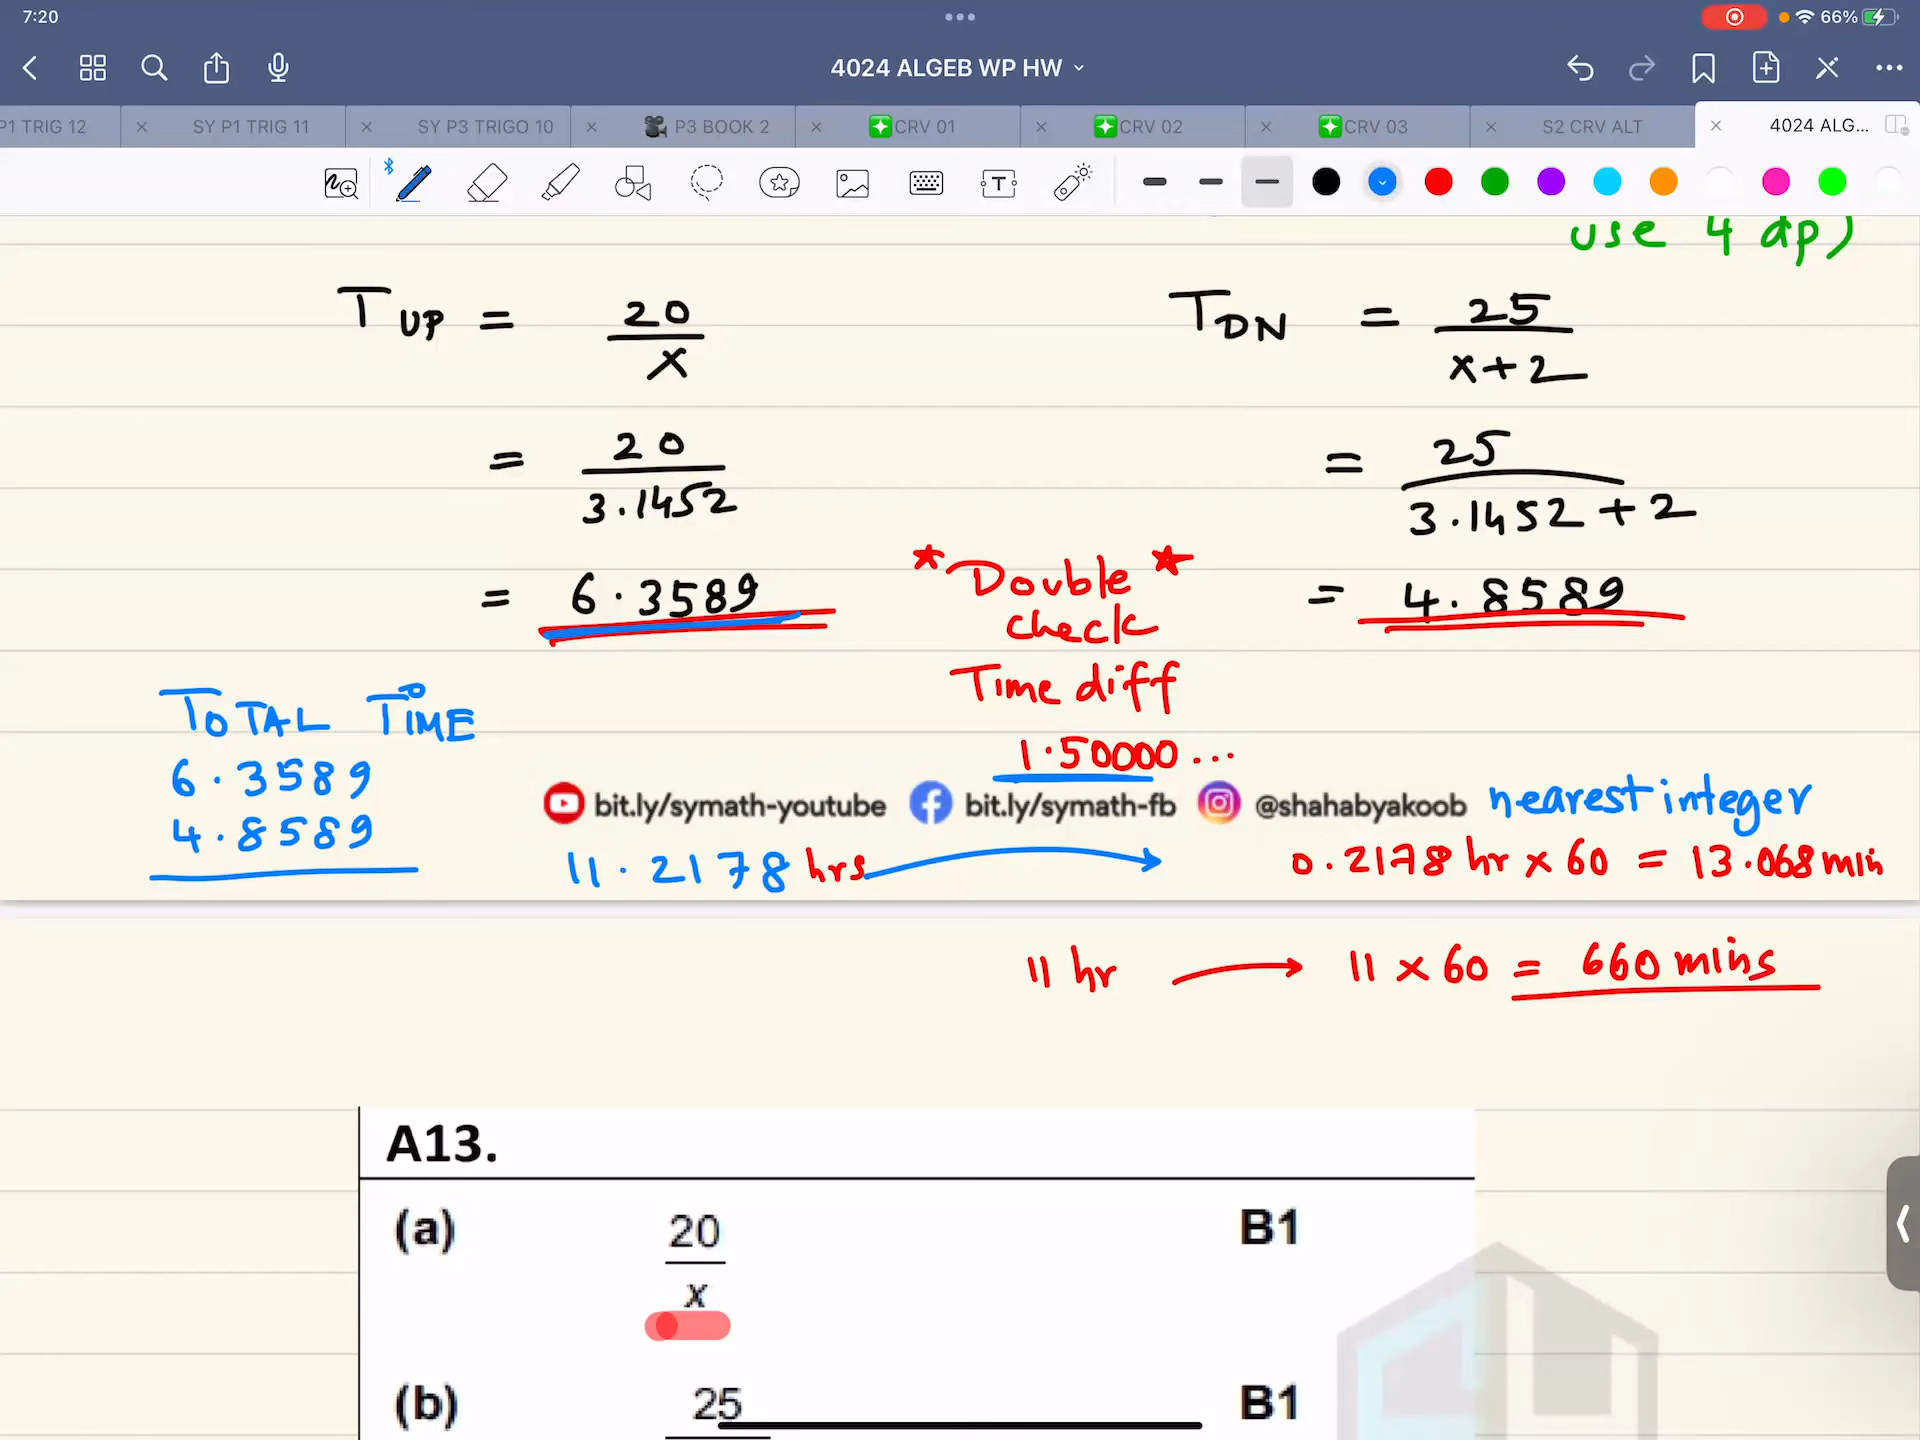 7:20
66%
4024 ALGEB WP HW
P1 TRIG 12
SY P1 TRIG 11
SY P3 TRIGO 10
P3 BOOK 2
CRV 01
CRV 02
CRV 03
S2 CRV ALT
4024 ALG...
use 4 dp)
T UP = 20/x
T DN = 25/x+2
= 20/3.1452
= 25/3.1452 + 2
= 6.3589
= 4.8589
* Double *
check
Time diff
1.50000...
TOTAL TIME
6.3589
4.8589
bit.ly/symath-youtube bit.ly/symath-fb @shahabyakoob
nearest integer
11.2178 hrs
0.2178 hr x 60 = 13.068 min
11 hr → 11 x 60 = 660 mins
A13.
(a) 20/x B1
(b) 25 B1